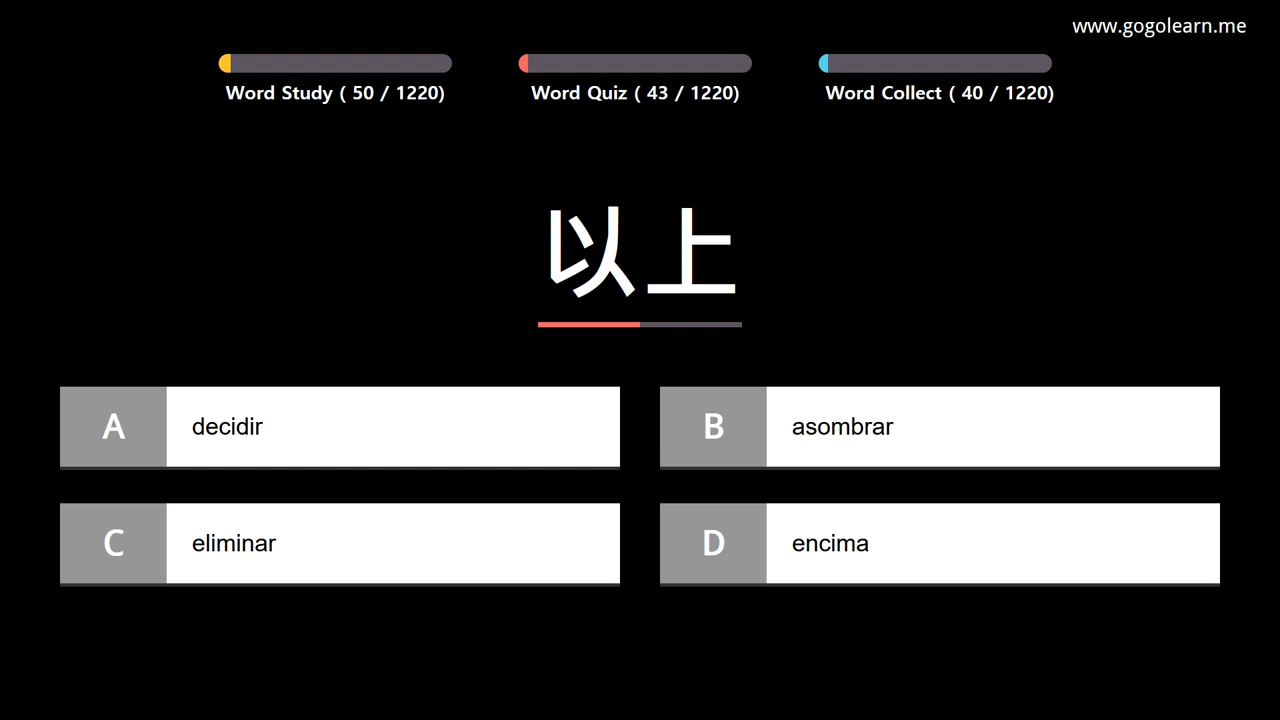 www.gogolearn.me
Word Study ( 50 / 1220)
Word Quiz ( 43 / 1220)
Word Collect ( 40 / 1220)
以上
A decidir
B asombrar
C eliminar
D encima